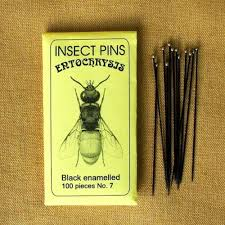 INSECT PINS
ENTOCHRYSIS
Black enamelled
100 pieces No. 7